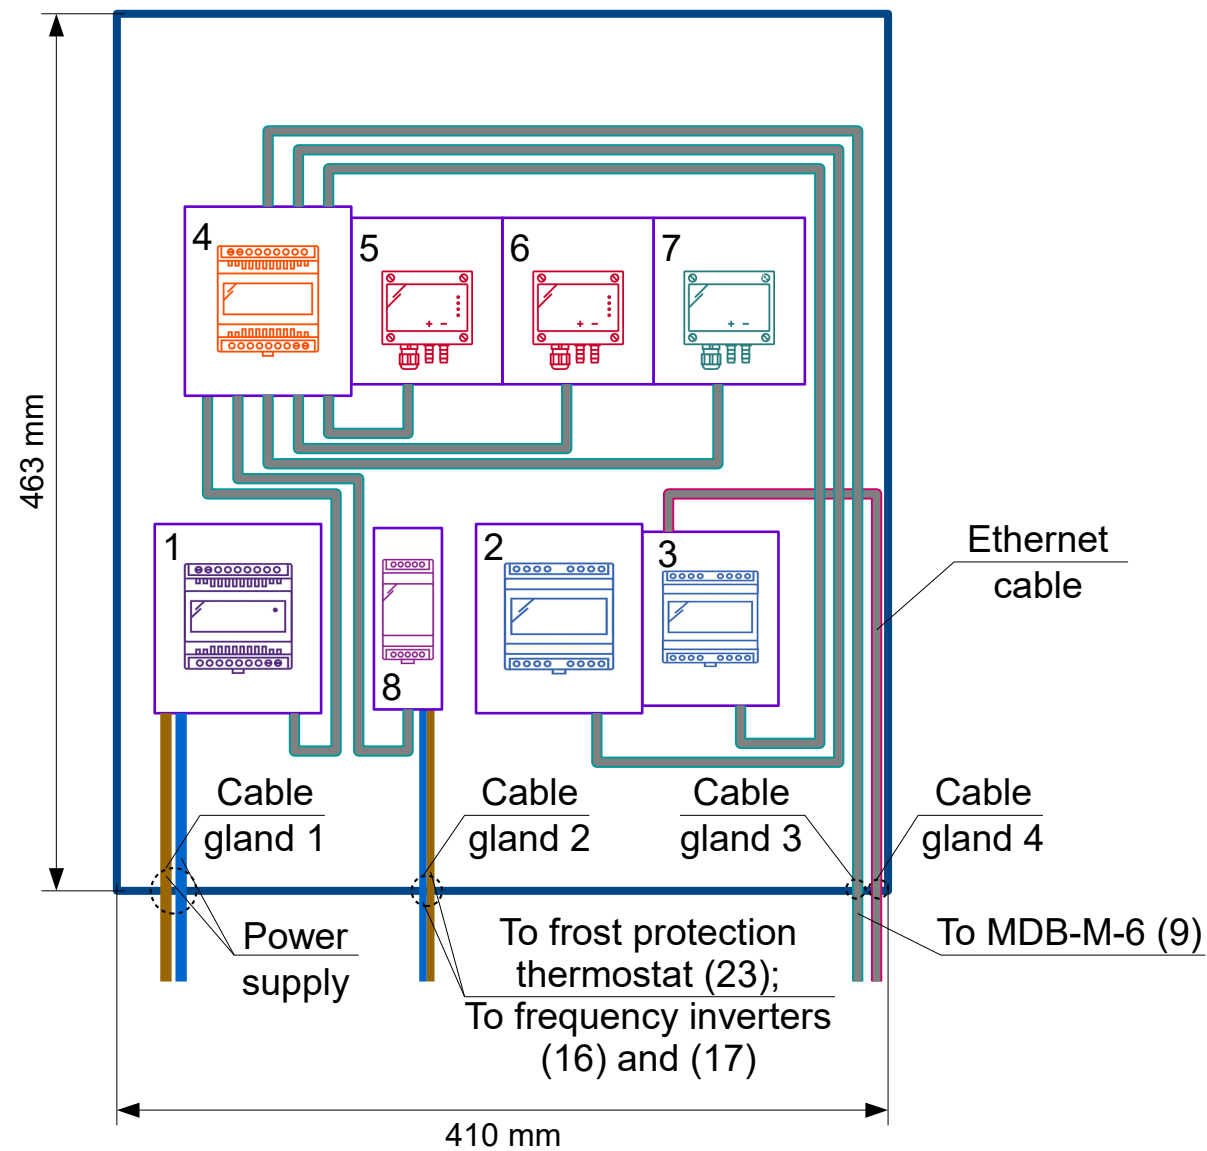 4
5
6
7
463 mm
1
8
2
3
Ethernet
cable
Cable
gland 1
Cable
gland 2
Cable
gland 3
Cable
gland 4
Power
supply
To frost protection
thermostat (23);
To frequency inverters
(16) and (17)
To MDB-M-6 (9)
410 mm